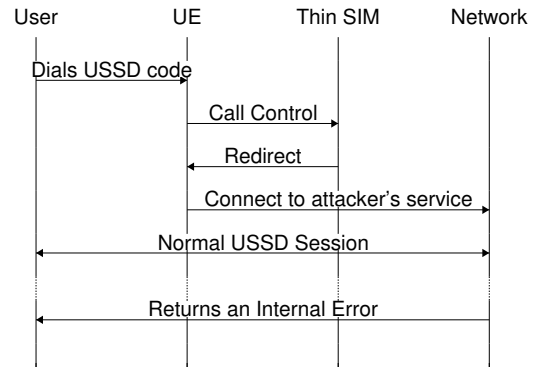 User UE Thin SIM Network
Dials USSD code
Call Control
Redirect
Connect to attacker's service
Normal USSD Session
Returns an Internal Error